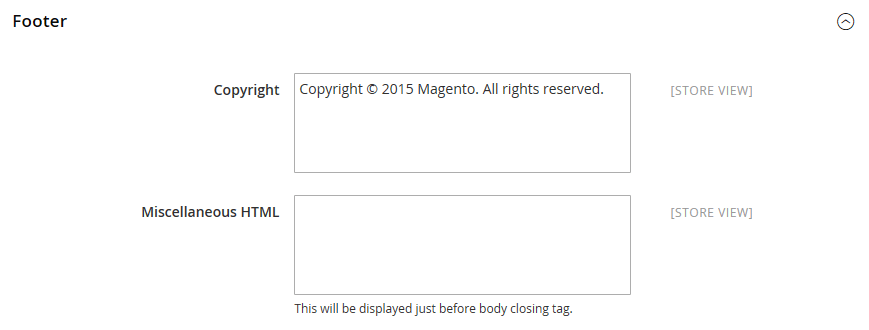 Footer
Copyright
Copyright © 2015 Magento. All rights reserved.
[STORE VIEW]
Miscellaneous HTML
[STORE VIEW]
This will be displayed just before body closing tag.